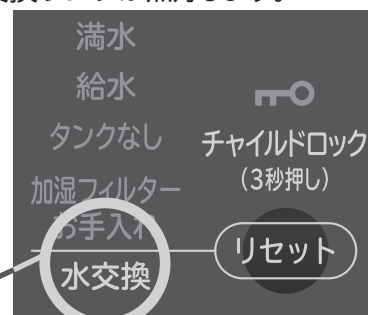 満水
給水
タンクなし
加湿フィルター
お手入れ
水交換
チャイルドロック
(3秒押し)
リセット